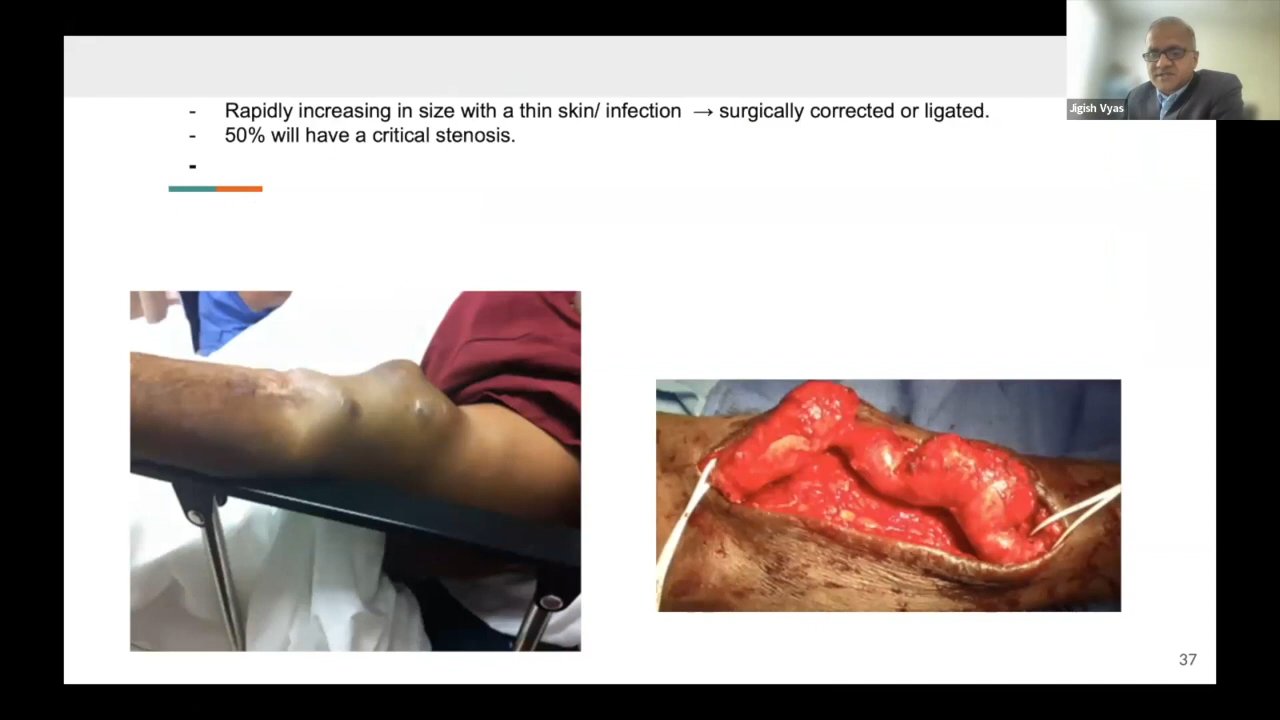 Jigish Vyas
- Rapidly increasing in size with a thin skin/ infection → surgically corrected or ligated.
- 50% will have a critical stenosis.
-
37